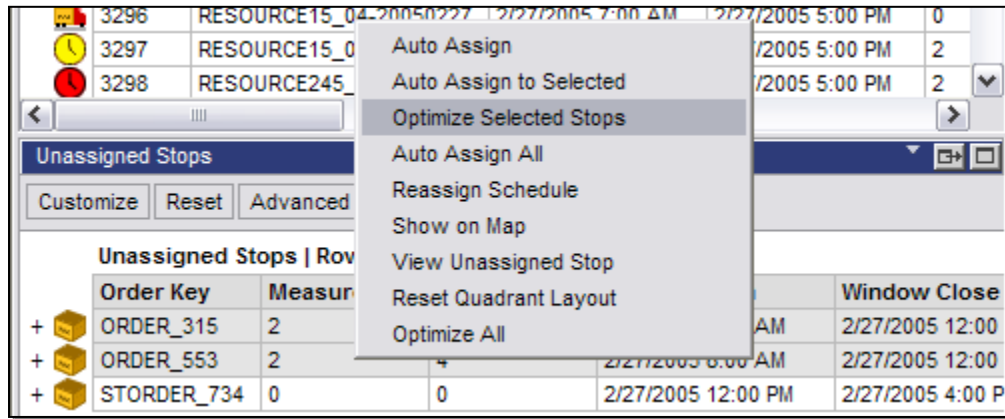 3296 RESOURCE15_04-20050227 2/27/2005 7:00 AM 2/27/2005 5:00 PM 0
3297 RESOURCE15_0 /2005 5:00 PM 2
3298 RESOURCE245_ /2005 5:00 PM 2
Auto Assign
Auto Assign to Selected
Optimize Selected Stops
Auto Assign All
Reassign Schedule
Show on Map
View Unassigned Stop
Reset Quadrant Layout
Optimize All
Unassigned Stops
Customize Reset Advanced
Unassigned Stops | Row
Order Key Measur Window Close
ORDER_315 2 AM 2/27/2005 12:00
ORDER_553 2 4 2/27/2005 8:00 AM 2/27/2005 12:00
STORDER_734 0 0 2/27/2005 12:00 PM 2/27/2005 4:00 P